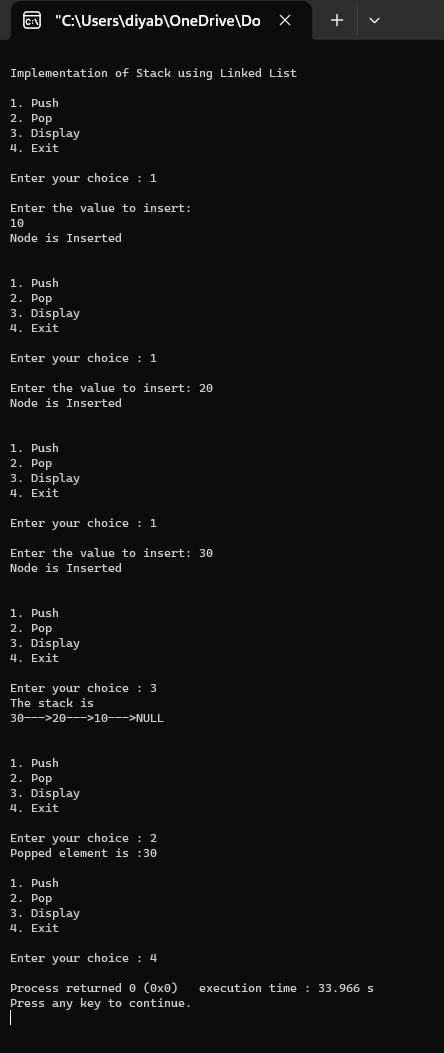 "C:\Users\diyab\OneDrive\Do
Implementation of Stack using Linked List
1. Push
2. Pop
3. Display
4. Exit
Enter your choice : 1
Enter the value to insert:
10
Node is Inserted
1. Push
2. Pop
3. Display
4. Exit
Enter your choice : 1
Enter the value to insert: 20
Node is Inserted
1. Push
2. Pop
3. Display
4. Exit
Enter your choice : 1
Enter the value to insert: 30
Node is Inserted
1. Push
2. Pop
3. Display
4. Exit
Enter your choice : 3
The stack is
30--->20--->10--->NULL
1. Push
2. Pop
3. Display
4. Exit
Enter your choice : 2
Popped element is :30
1. Push
2. Pop
3. Display
4. Exit
Enter your choice : 4
Process returned 0 (0x0)   execution time : 33.966 s
Press any key to continue.